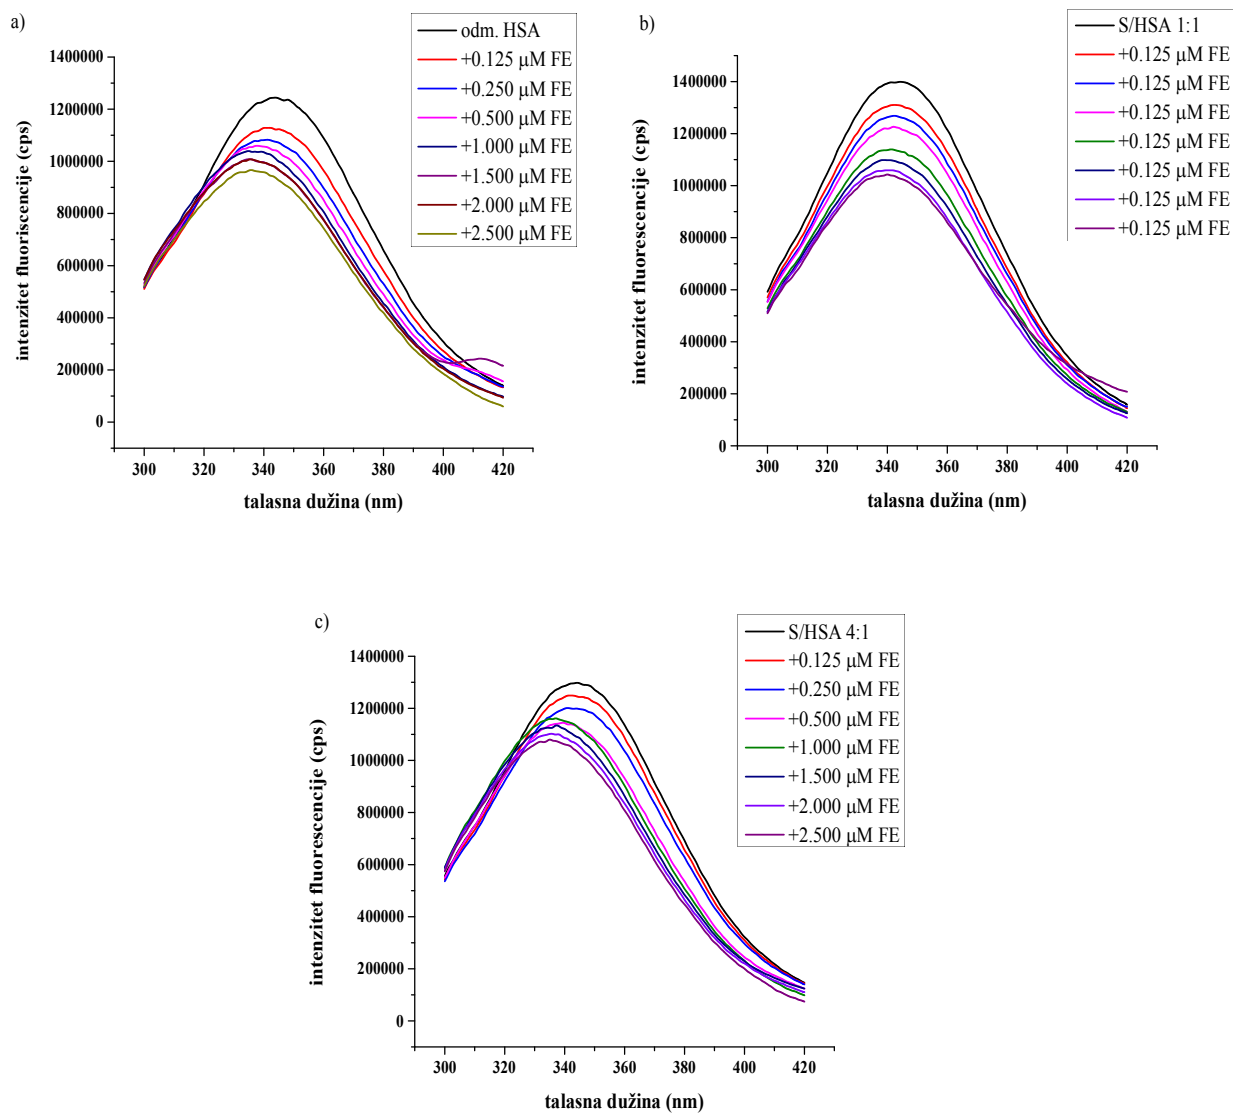 a)
odm. HSA
+0.125 μM FE
+0.250 μM FE
+0.500 μM FE
+1.000 μM FE
+1.500 μM FE
+2.000 μM FE
+2.500 μM FE
intenzitet fluoriscencije (cps)
1400000
1200000
1000000
800000
600000
400000
200000
0
300 320 340 360 380 400 420
talasna dužina (nm)
b)
S/HSA 1:1
+0.125 μM FE
+0.125 μM FE
+0.125 μM FE
+0.125 μM FE
+0.125 μM FE
+0.125 μM FE
+0.125 μM FE
intenzitet fluorescencije (cps)
1400000
1200000
1000000
800000
600000
400000
200000
0
300 320 340 360 380 400 420
talasna dužina (nm)
c)
S/HSA 4:1
+0.125 μM FE
+0.250 μM FE
+0.500 μM FE
+1.000 μM FE
+1.500 μM FE
+2.000 μM FE
+2.500 μM FE
intenzitet fluorescencije (cps)
1400000
1200000
1000000
800000
600000
400000
200000
0
300 320 340 360 380 400 420
talasna dužina (nm)